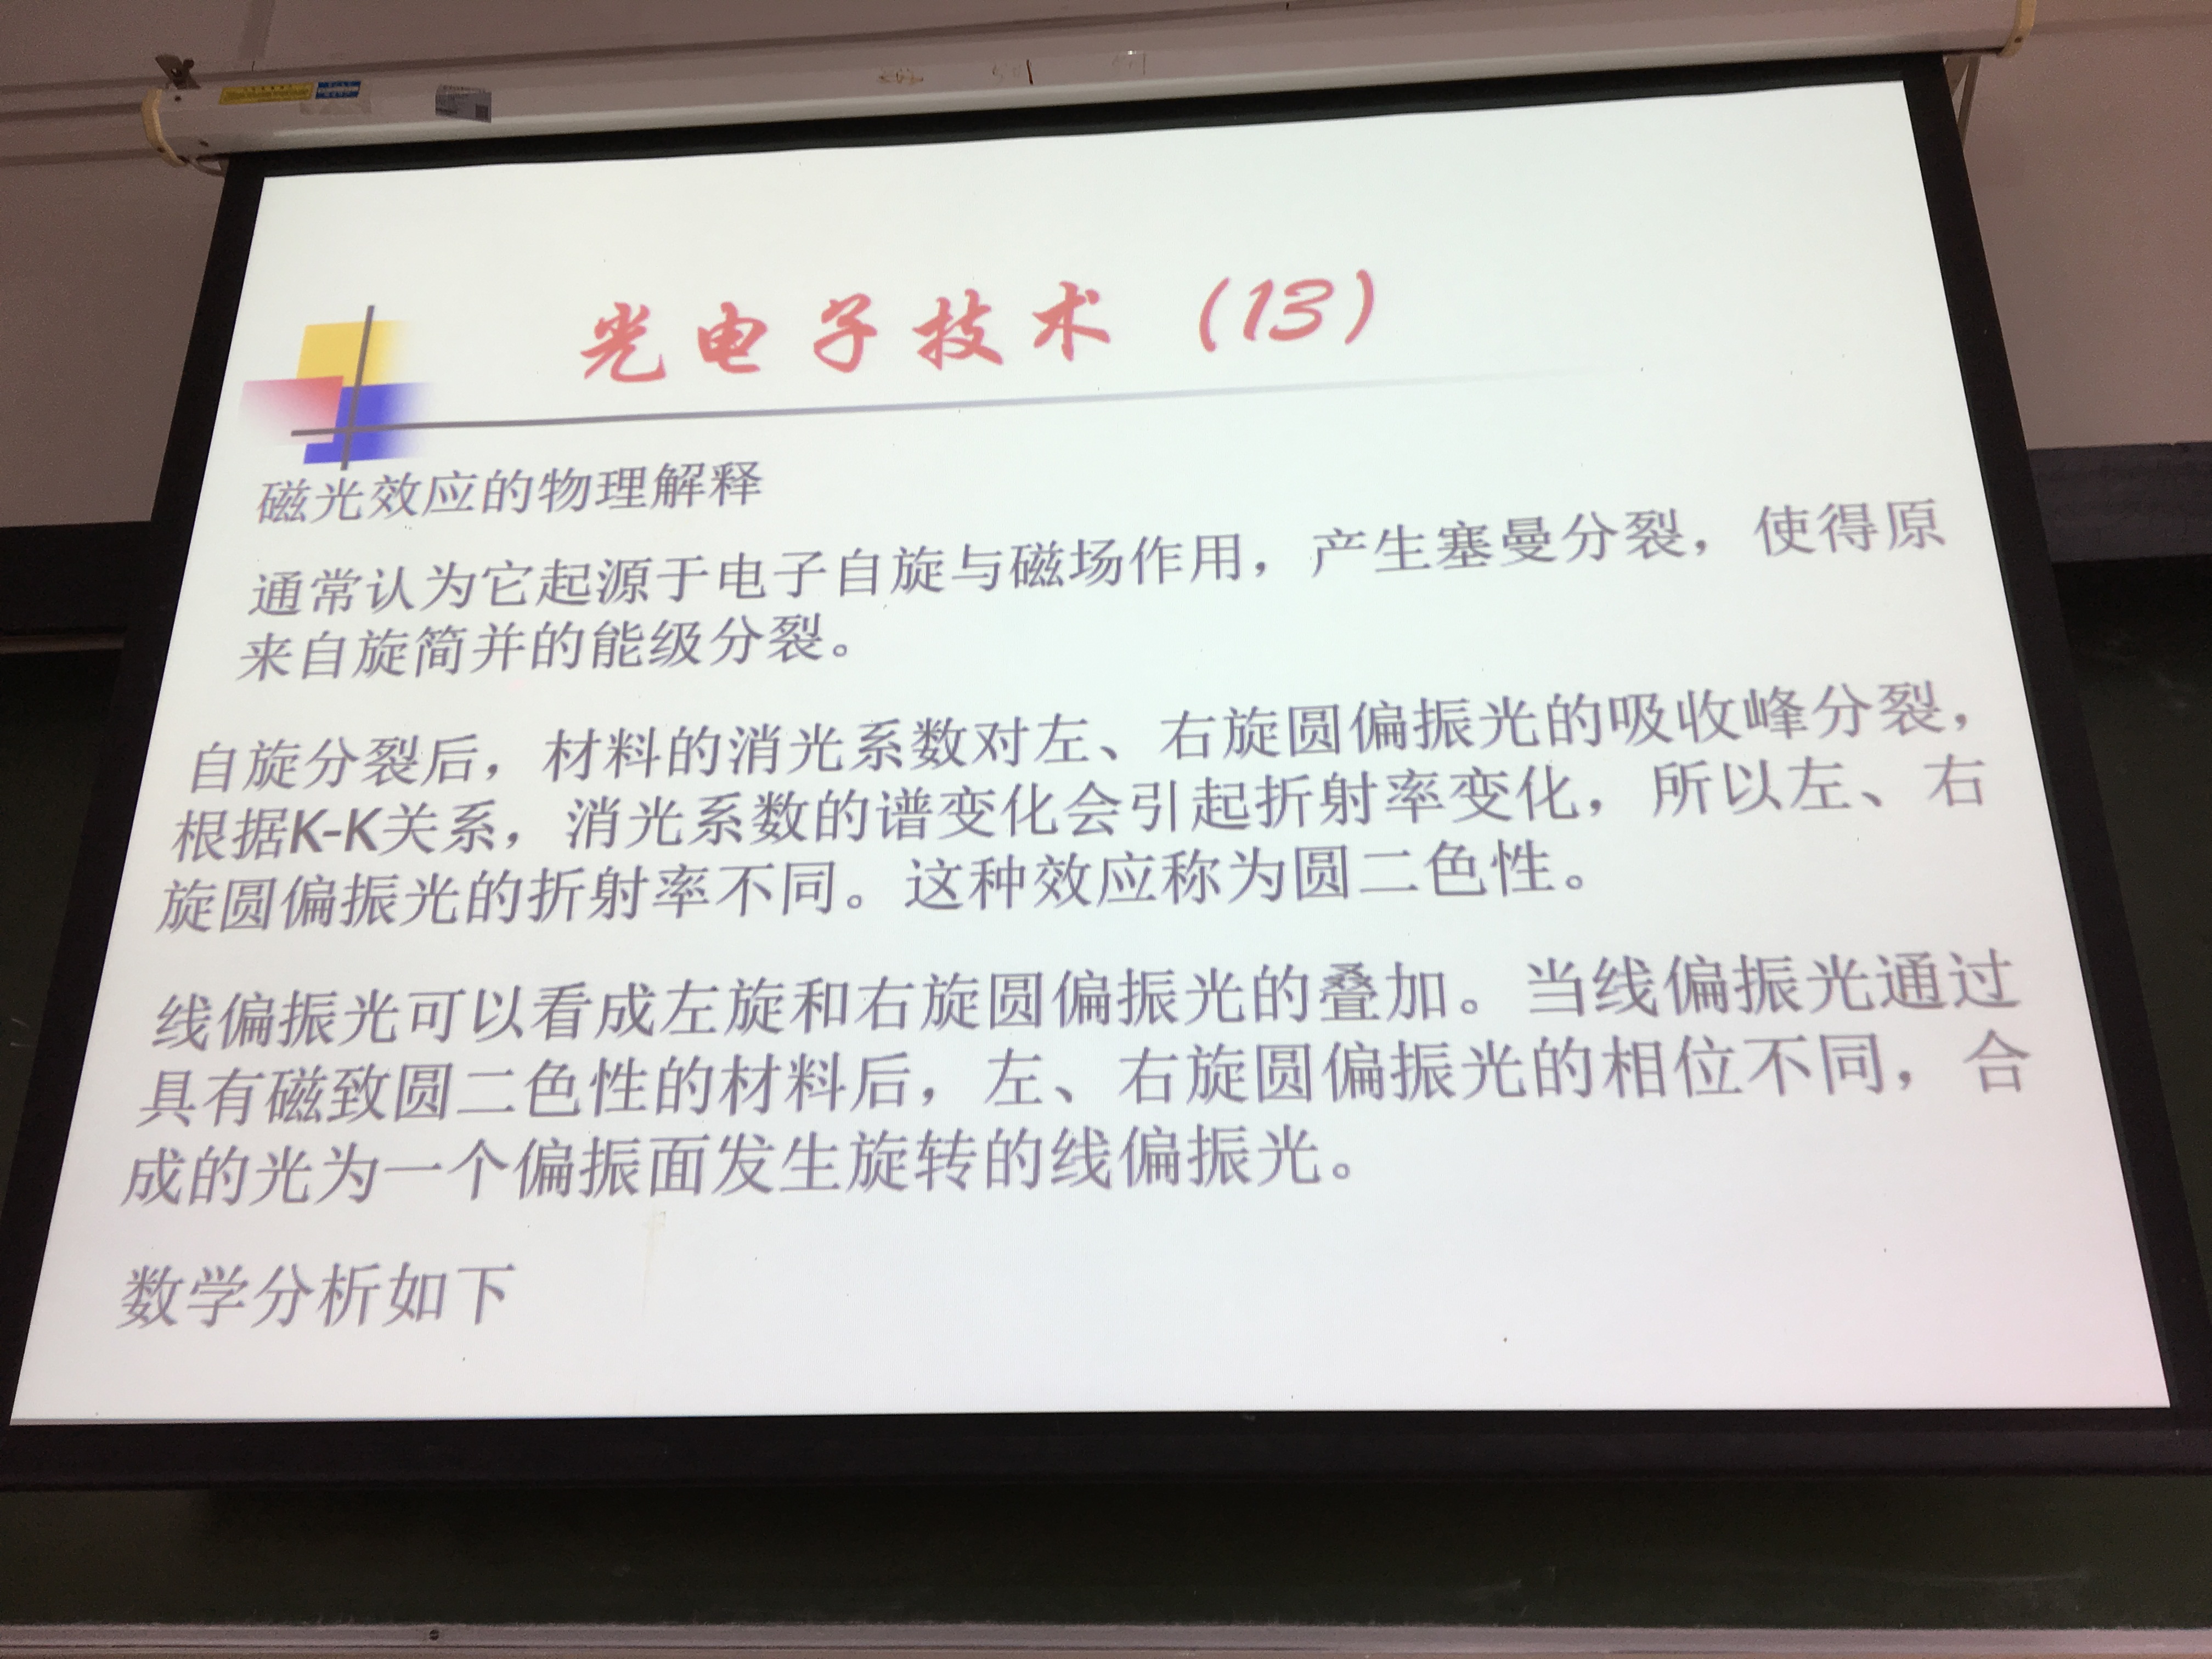 光电子技术（13）
磁光效应的物理解释
通常认为它起源于电子自旋与磁场作用，产生塞曼分裂，使得原
来自旋简并的能级分裂。
自旋分裂后，材料的消光系数对左、右旋圆偏振光的吸收峰分裂，
根据K-K关系，消光系数的谱变化会引起折射率变化，所以左、右
旋圆偏振光的折射率不同。这种效应称为圆二色性。
线偏振光可以看成左旋和右旋圆偏振光的叠加。当线偏振光通过
具有磁致圆二色性的材料后，左、右旋圆偏振光的相位不同，合
成的光为一个偏振面发生旋转的线偏振光。
数学分析如下